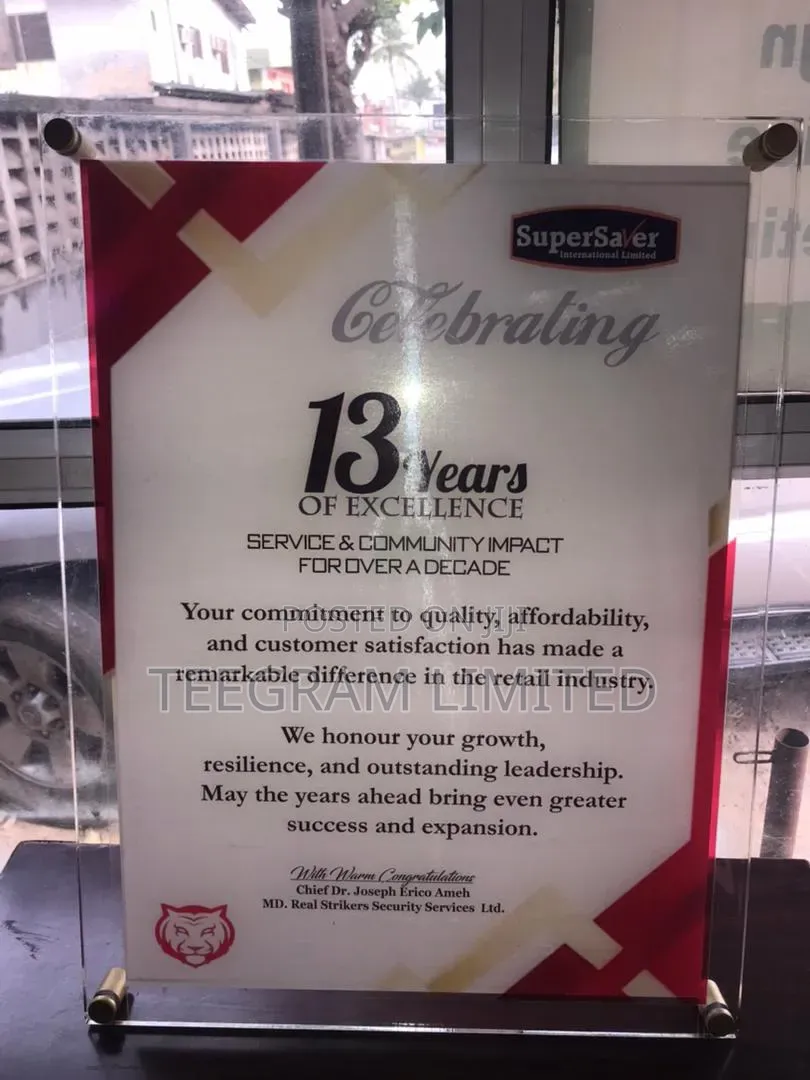 SuperSaver
International Limited
Celebrating
13 Years
OF EXCELLENCE
SERVICE & COMMUNITY IMPACT
FOR OVER A DECADE
Your commitment to quality, affordability,
POSTED ON JIJI
and customer satisfaction has made a
remarkable difference in the retail industry.
TEEGRAM LIMITED
We honour your growth,
resilience, and outstanding leadership.
May the years ahead bring even greater
success and expansion.
With Warm Congratulations
Chief Dr. Joseph Erico Ameh
MD. Real Strikers Security Services Ltd.